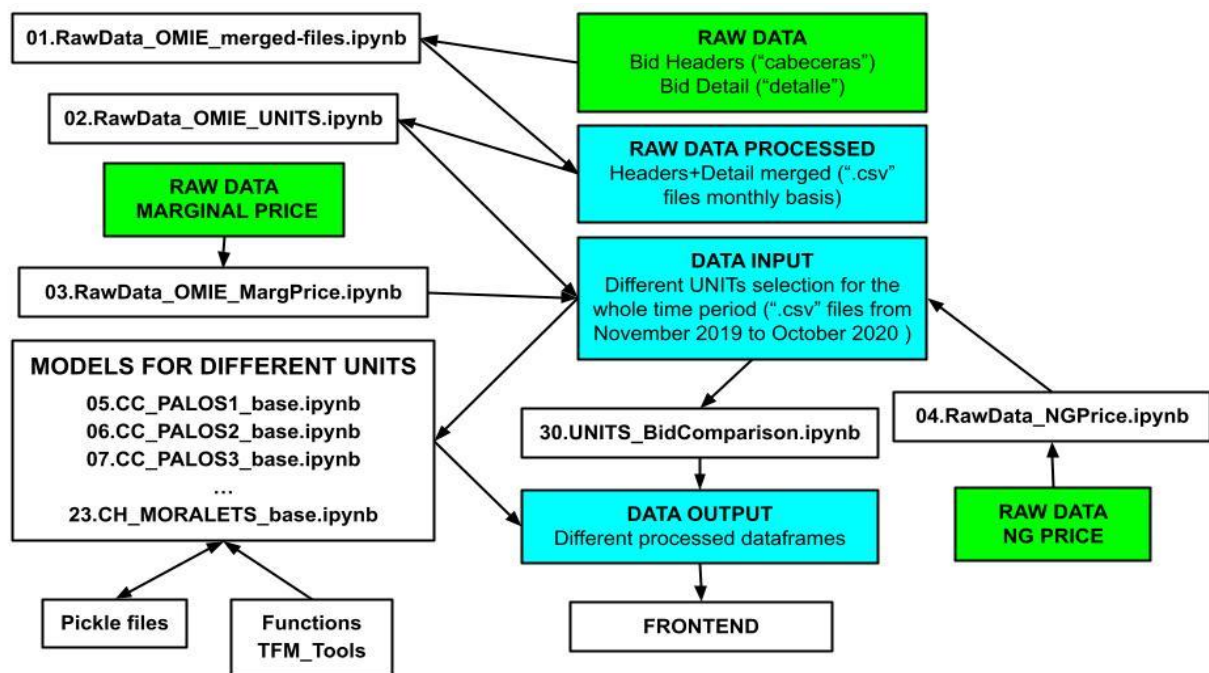 01.RawData_OMIE_merged-files.ipynb
RAW DATA
Bid Headers (“cabeceras”)
Bid Detail (“detalle”)
02.RawData_OMIE_UNITS.ipynb
RAW DATA PROCESSED
Headers+Detail merged (“.csv”
files monthly basis)
RAW DATA
MARGINAL PRICE
03.RawData_OMIE_MargPrice.ipynb
DATA INPUT
Different UNITs selection for the
whole time period (“.csv” files from
November 2019 to October 2020 )
MODELS FOR DIFFERENT UNITS
05.CC_PALOS1_base.ipynb
06.CC_PALOS2_base.ipynb
07.CC_PALOS3_base.ipynb
...
23.CH_MORALETS_base.ipynb
30.UNITS_BidComparison.ipynb
04.RawData_NGPrice.ipynb
DATA OUTPUT
Different processed dataframes
RAW DATA
NG PRICE
Pickle files
Functions
TFM_Tools
FRONTEND